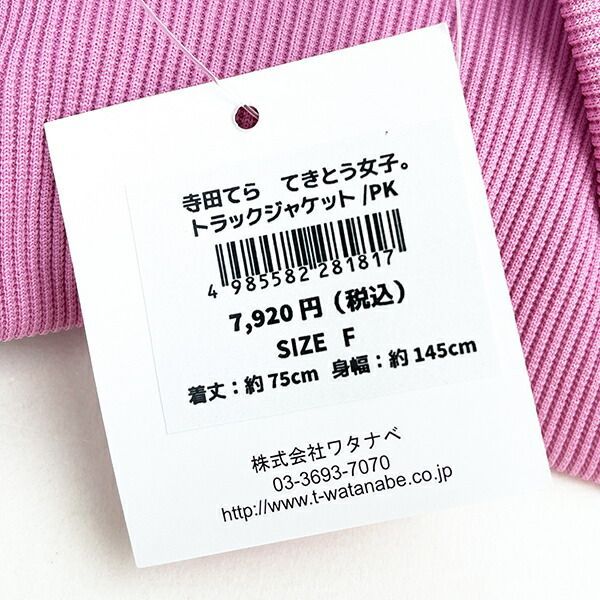 寺田てら　てきとう女子。
トラックジャケット /PK
4 985582 281817
7,920 円（税込）
SIZE F
着丈：約 75cm 身幅：約 145cm
株式会社ワタナベ
03-3693-7070
http://www.t-watanabe.co.jp